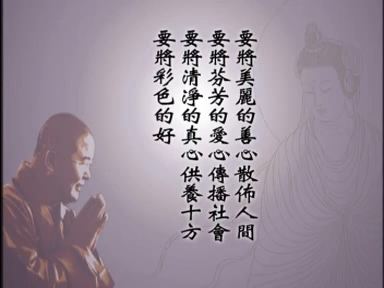 要將美麗的善心散佈人間
要將芬芳的愛心傳播社會
要將清淨的真心供養十方
要將彩色的好